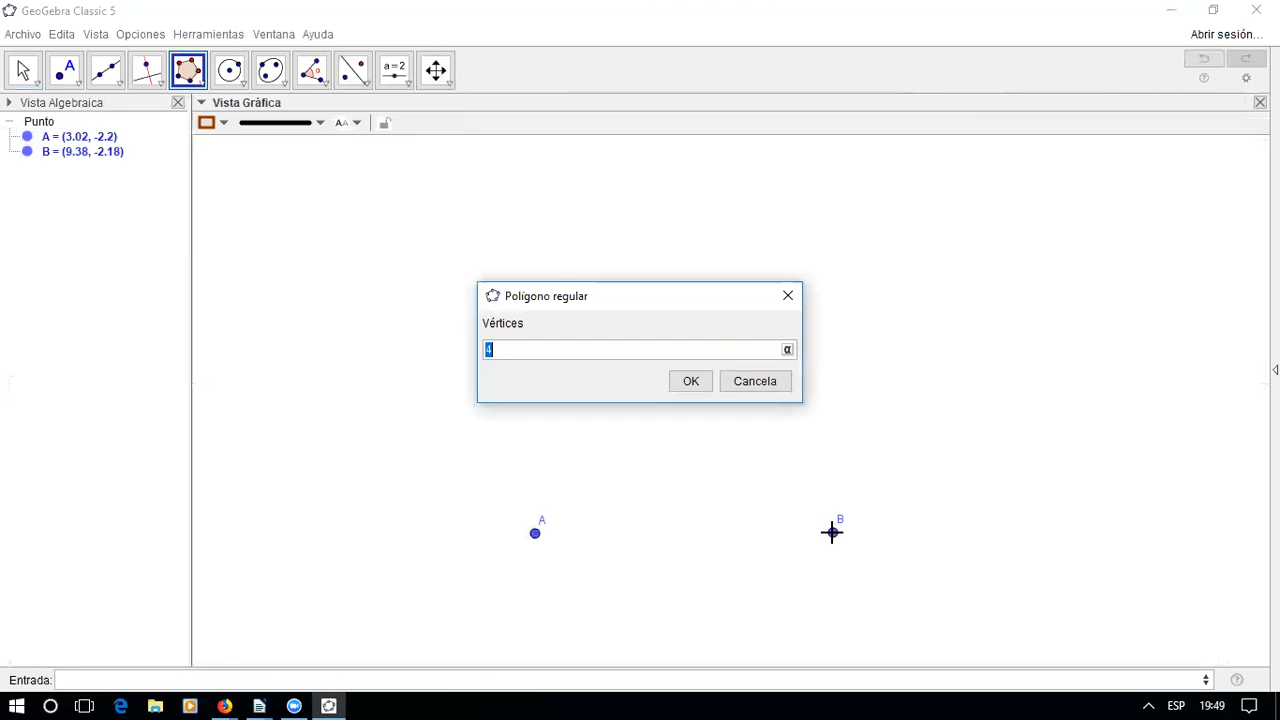 GeoGebra Classic 5
Archivo Edita Vista Opciones Herramientas Ventana Ayuda
Abrir sesión...
A
α
a=2
Vista Algebraica
Vista Gráfica
Punto
AA
A = (3.02, -2.2)
B = (9.38, -2.18)
Polígono regular
Vértices
4
α
OK
Cancela
A
B
Entrada:
ESP
19:49